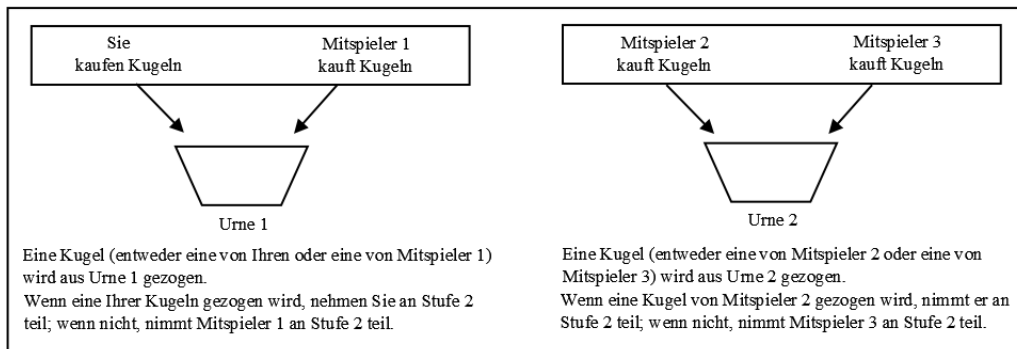 Sie
kaufen Kugeln
Mitspieler 1
kauft Kugeln
Urne 1
Eine Kugel (entweder eine von Ihren oder eine von Mitspieler 1)
wird aus Urne 1 gezogen.
Wenn eine Ihrer Kugeln gezogen wird, nehmen Sie an Stufe 2
teil; wenn nicht, nimmt Mitspieler 1 an Stufe 2 teil.
Mitspieler 2
kauft Kugeln
Mitspieler 3
kauft Kugeln
Urne 2
Eine Kugel (entweder eine von Mitspieler 2 oder eine von
Mitspieler 3) wird aus Urne 2 gezogen.
Wenn eine Kugel von Mitspieler 2 gezogen wird, nimmt er an
Stufe 2 teil; wenn nicht, nimmt Mitspieler 3 an Stufe 2 teil.